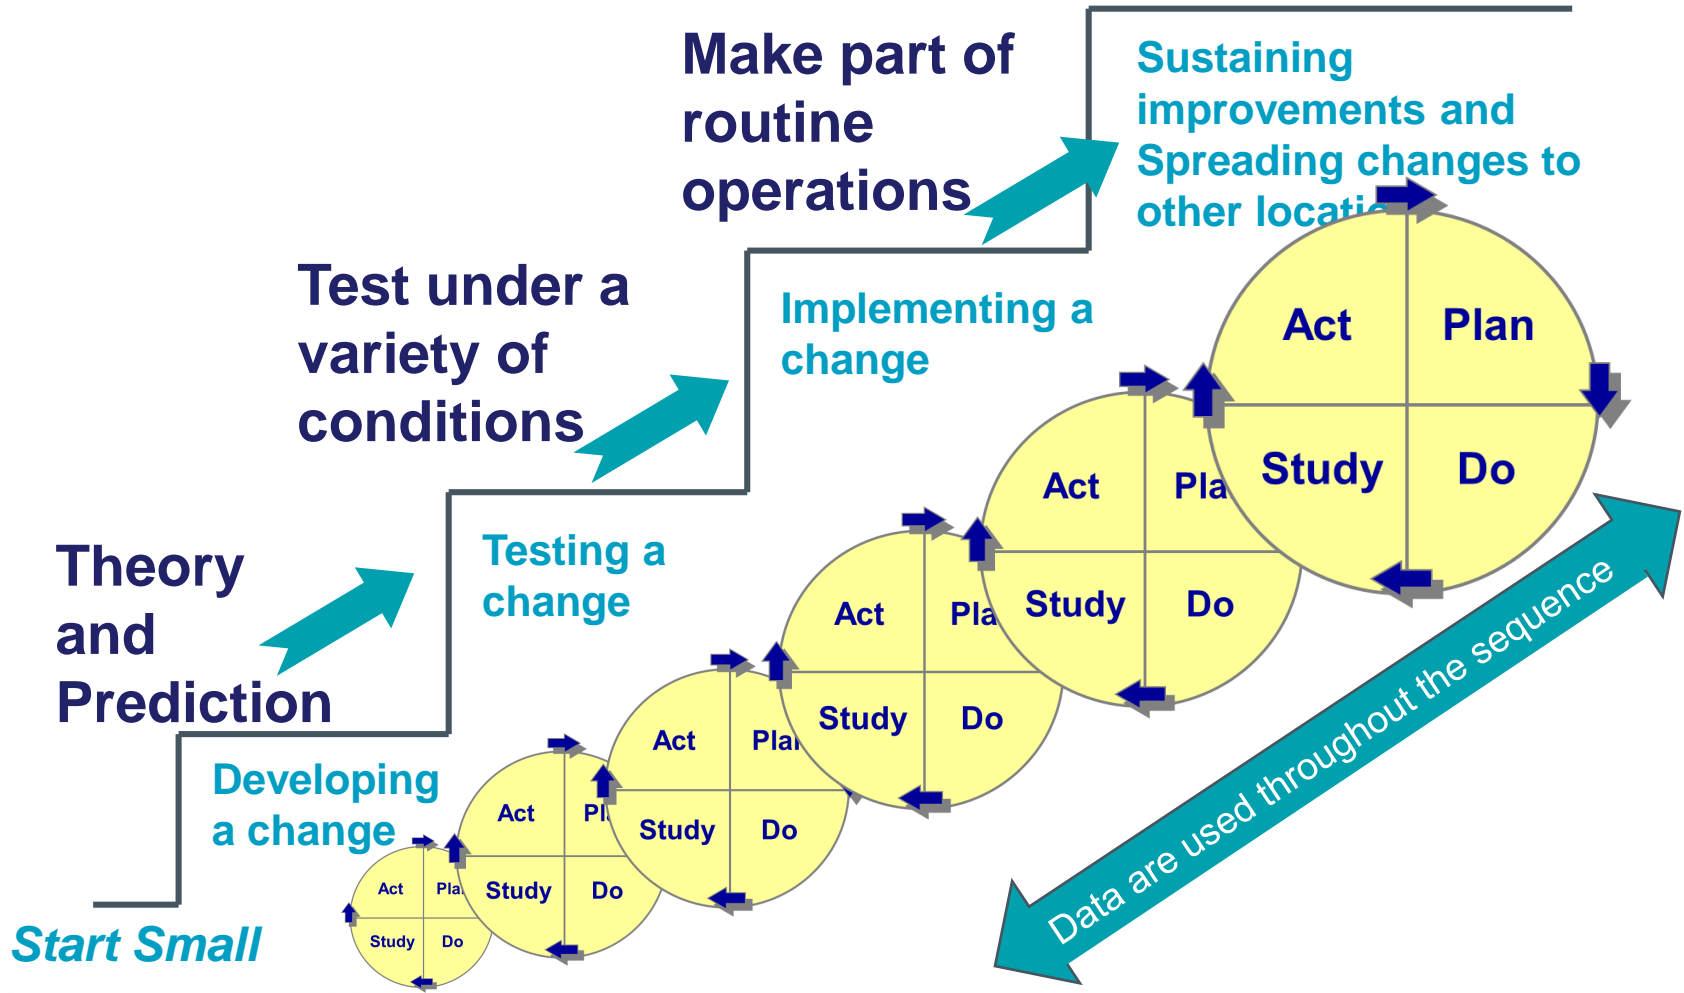 Make part of
routine
operations
Sustaining
improvements and
Spreading changes to
other locati
Test under a
variety of
conditions
Implementing a
change
Theory
and
Prediction
Testing a
change
Developing
a change
Start Small
Act Plan
Study Do
Act Pla
Study Do
Act Pla
Study Do
Act Plan
Study Do
Act Pl
Study Do
Act Pla
Study Do
Data are used throughout the sequence